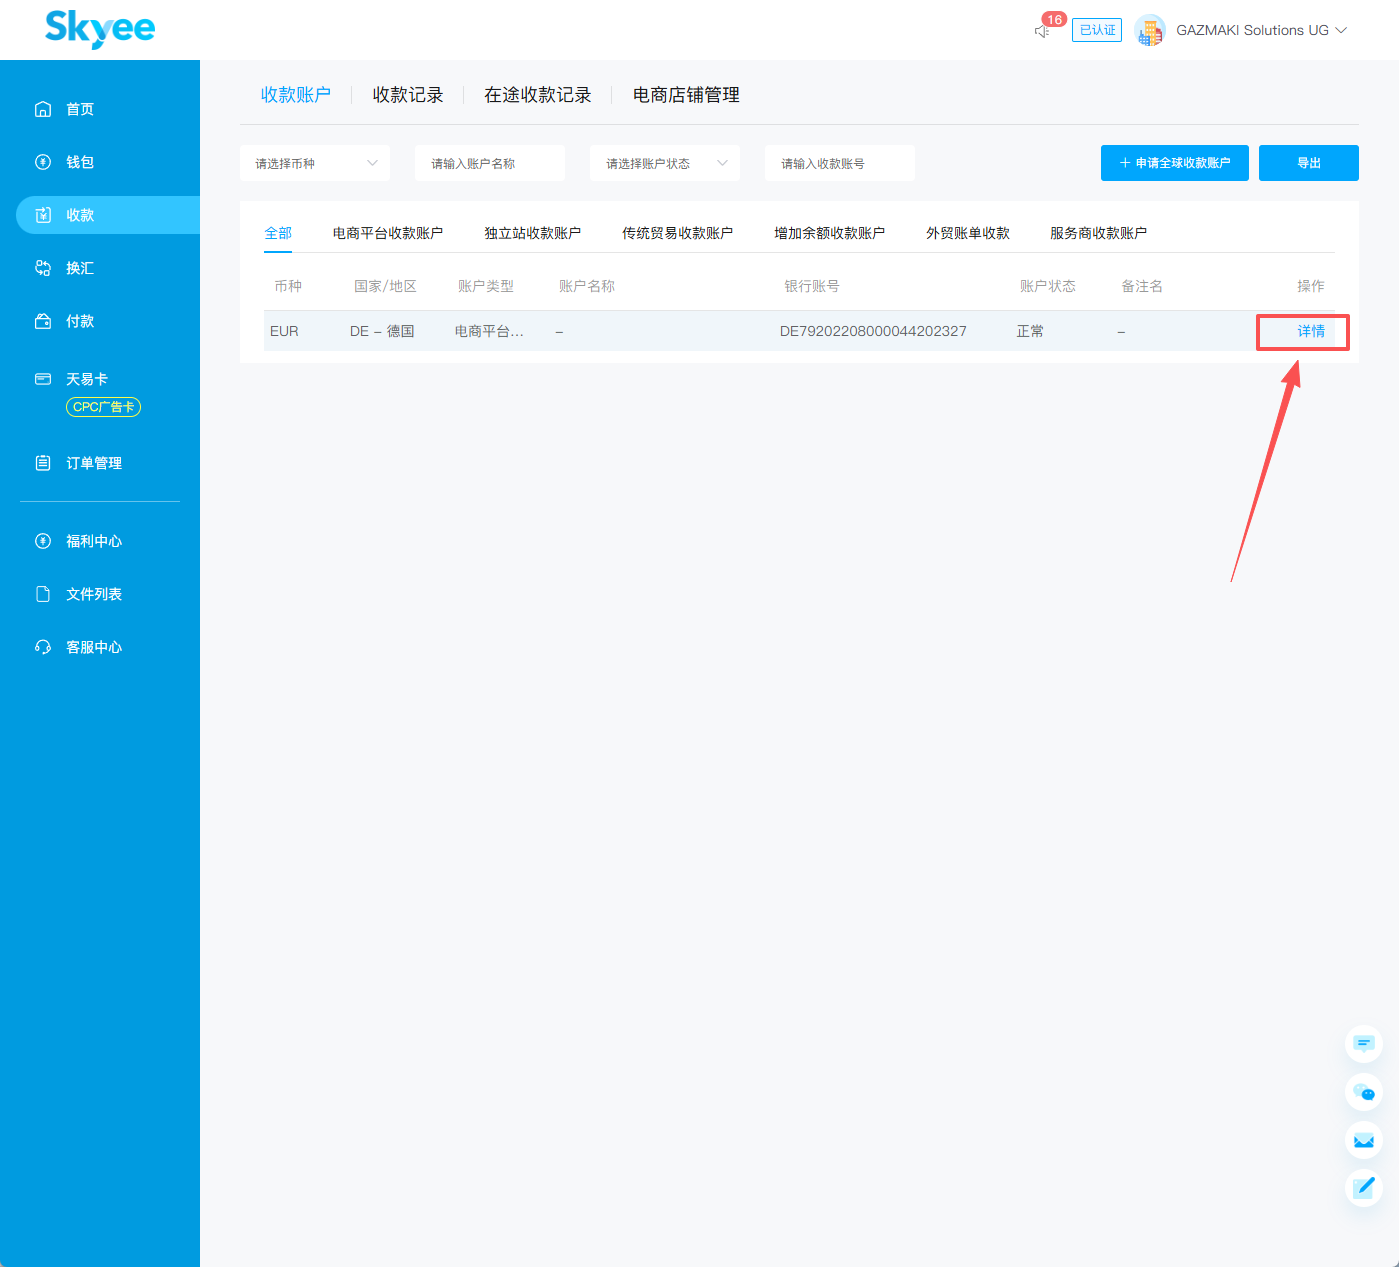 Skyee
16
已认证
GAZMAKI Solutions UG
首页
钱包
收款
换汇
付款
天易卡
CPC广告卡
订单管理
福利中心
文件列表
客服中心
收款账户 收款记录 在途收款记录 电商店铺管理
请选择币种 请输入账户名称 请选择账户状态 请输入收款账号 + 申请全球收款账户 导出
全部 电商平台收款账户 独立站收款账户 传统贸易收款账户 增加余额收款账户 外贸账单收款 服务商收款账户
币种 国家/地区 账户类型 账户名称 银行账号 账户状态 备注名 操作
EUR DE – 德国 电商平台... – DE79202208000044202327 正常 – 详情